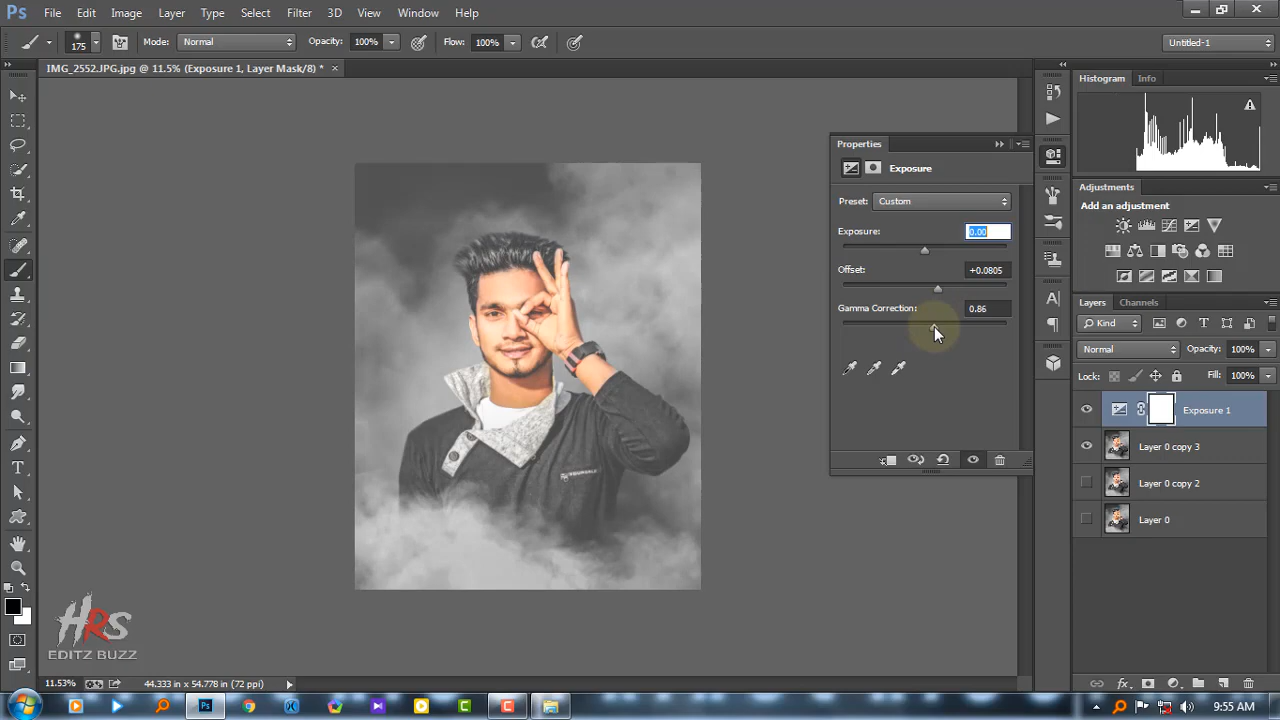 Ps File Edit Image Layer Type Select Filter 3D View Window Help
175 Mode: Normal Opacity: 100% Flow: 100% Untitled-1
IMG_2552.JPG.jpg @ 11.5% (Exposure 1, Layer Mask/8) * ×
Histogram Info
Properties
Exposure
Preset: Custom
Exposure: 0.00
Offset: +0.0805
Gamma Correction: 0.86
Adjustments
Add an adjustment
Layers Channels
Kind
Normal Opacity: 100%
Lock: Fill: 100%
Exposure 1
Layer 0 copy 3
Layer 0 copy 2
Layer 0
HRS
EDITZ BUZZ
11.53% 44.333 in x 54.778 in (72 ppi)
9:55 AM